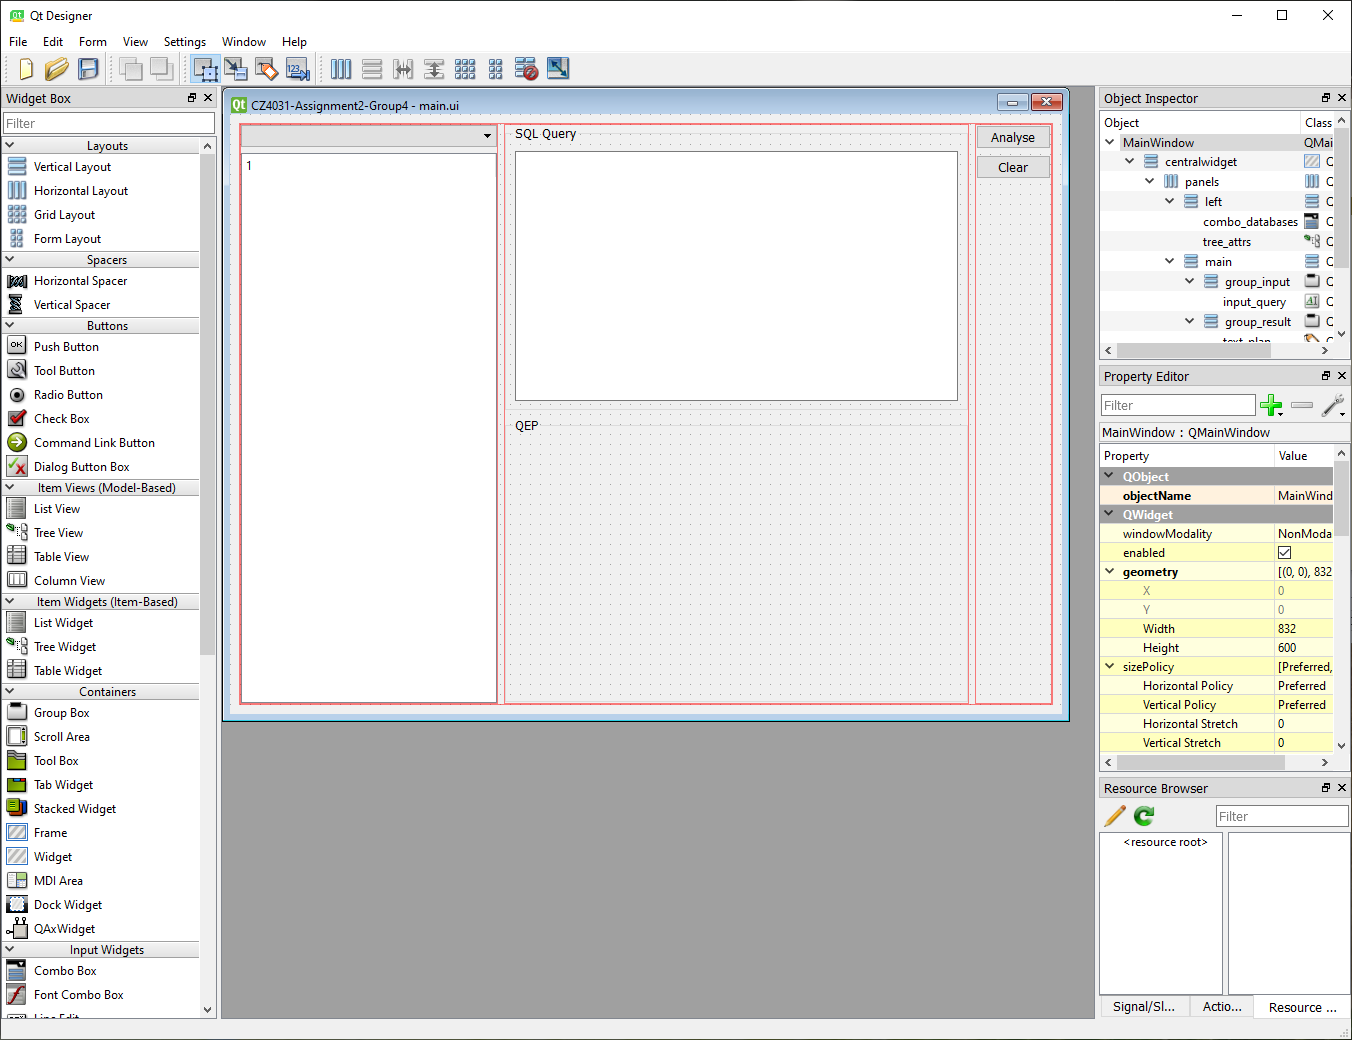 Qt Designer
File Edit Form View Settings Window Help
Widget Box
Filter
Layouts
Vertical Layout
Horizontal Layout
Grid Layout
Form Layout
Spacers
Horizontal Spacer
Vertical Spacer
Buttons
Push Button
Tool Button
Radio Button
Check Box
Command Link Button
Dialog Button Box
Item Views (Model-Based)
List View
Tree View
Table View
Column View
Item Widgets (Item-Based)
List Widget
Tree Widget
Table Widget
Containers
Group Box
Scroll Area
Tool Box
Tab Widget
Stacked Widget
Frame
Widget
MDI Area
Dock Widget
QAxWidget
Input Widgets
Combo Box
Font Combo Box
Line Edit
CZ4031-Assignment2-Group4 - main.ui
1
SQL Query
QEP
Analyse
Clear
Object Inspector
Object Class
MainWindow QMai
centralwidget Q
panels Q
left Q
combo_databases Q
tree_attrs Q
main Q
group_input Q
input_query Q
group_result Q
text_plan
Property Editor
Filter
MainWindow : QMainWindow
Property Value
QObject
objectName MainWind
QWidget
windowModality NonModa
enabled
geometry [(0, 0), 832
X 0
Y 0
Width 832
Height 600
sizePolicy [Preferred,
Horizontal Policy Preferred
Vertical Policy Preferred
Horizontal Stretch 0
Vertical Stretch 0
Resource Browser
Filter
<resource root>
Signal/Sl... Actio... Resource ...